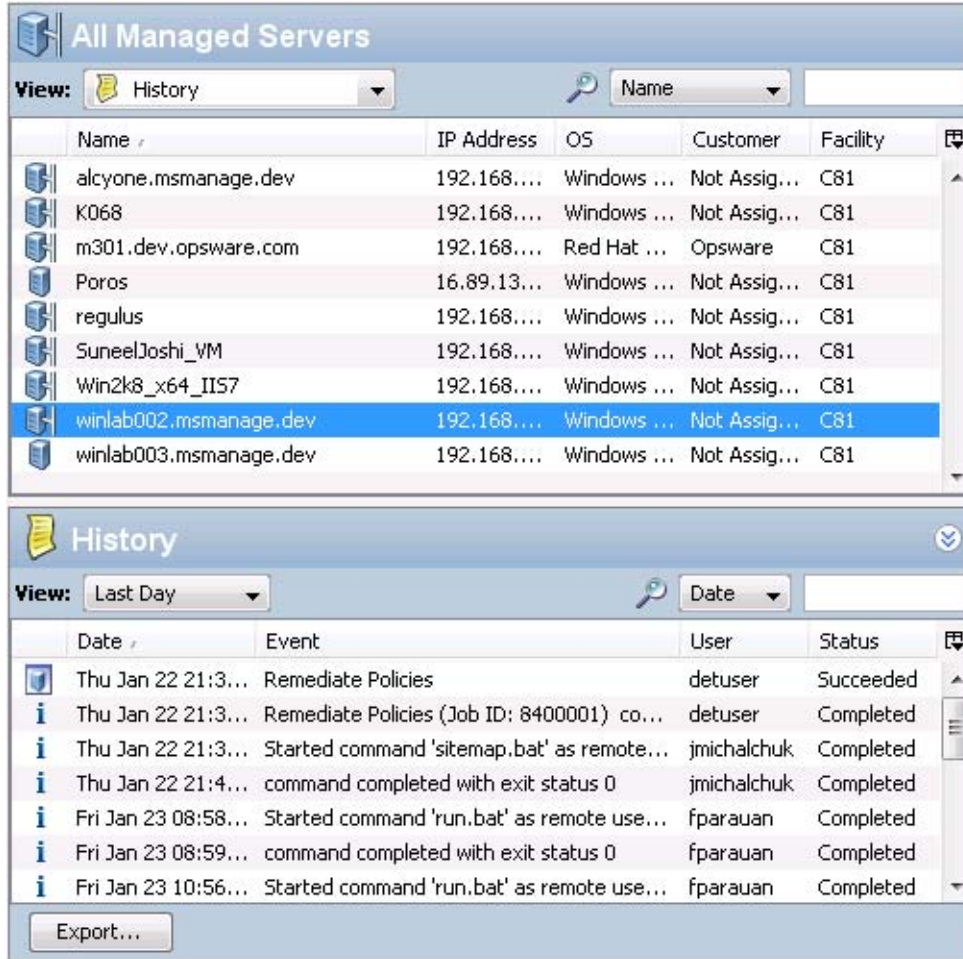 All Managed Servers
View: History Name
Name IP Address OS Customer Facility
alcyone.msmanage.dev 192.168.... Windows ... Not Assig... C81
K068 192.168.... Windows ... Not Assig... C81
m301.dev.opsware.com 192.168.... Red Hat ... Opsware C81
Poros 16.89.13... Windows ... Not Assig... C81
regulus 192.168.... Windows ... Not Assig... C81
SuneelJoshi_VM 192.168.... Windows ... Not Assig... C81
Win2k8_x64_IIS7 192.168.... Windows ... Not Assig... C81
winlab002.msmanage.dev 192.168.... Windows ... Not Assig... C81
winlab003.msmanage.dev 192.168.... Windows ... Not Assig... C81
History
View: Last Day Date
Date Event User Status
Thu Jan 22 21:3... Remediate Policies detuser Succeeded
Thu Jan 22 21:3... Remediate Policies (Job ID: 8400001) co... detuser Completed
Thu Jan 22 21:3... Started command 'sitemap.bat' as remote... jmichalchuk Completed
Thu Jan 22 21:4... command completed with exit status 0 jmichalchuk Completed
Fri Jan 23 08:58... Started command 'run.bat' as remote use... fparauan Completed
Fri Jan 23 08:59... command completed with exit status 0 fparauan Completed
Fri Jan 23 10:56... Started command 'run.bat' as remote use... fparauan Completed
Export...